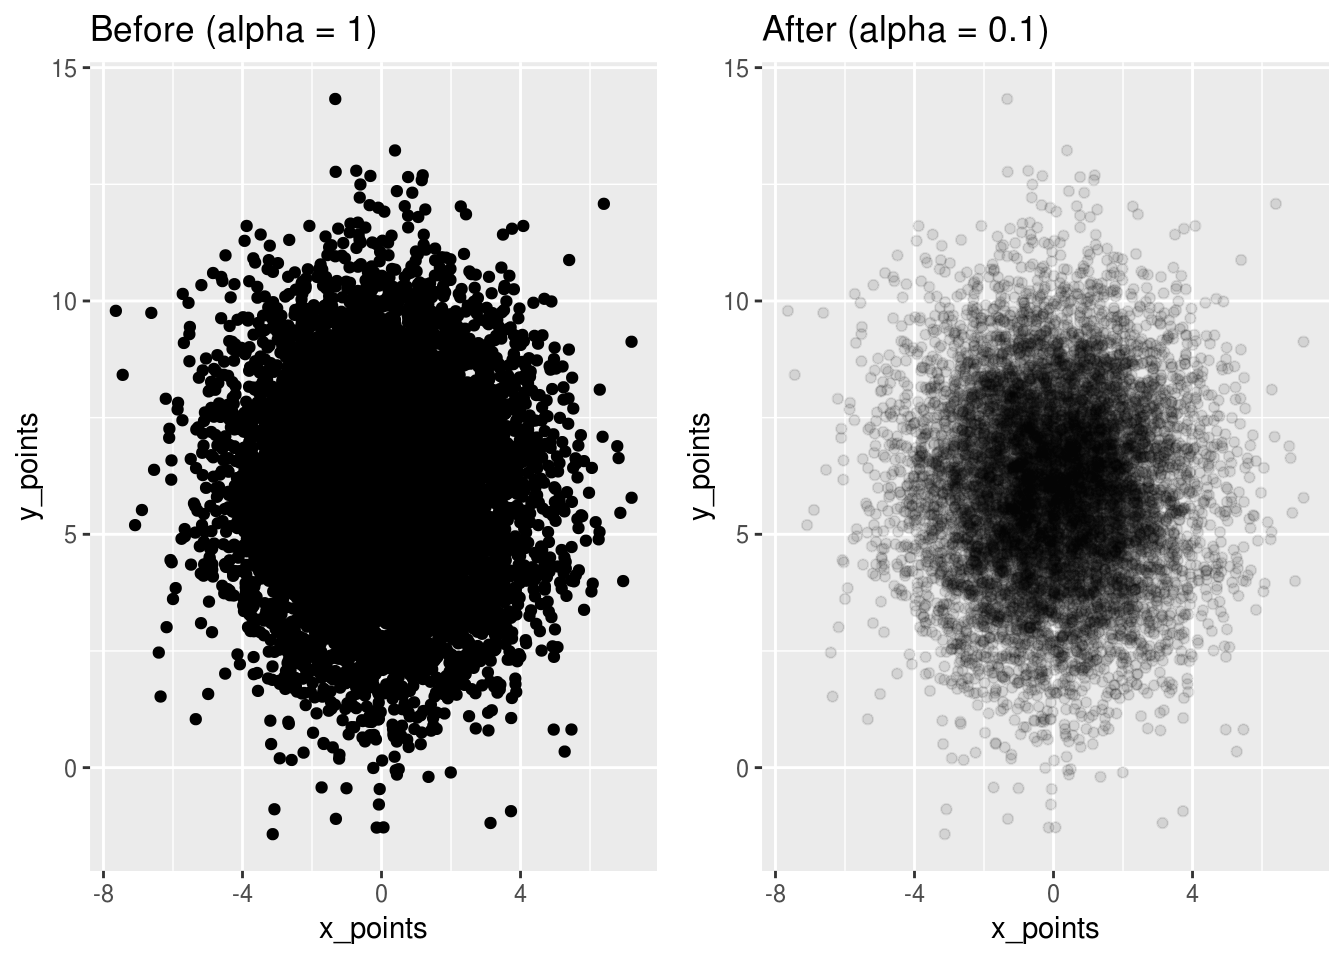 Before (alpha = 1)
15
10
5
0
y_points
-8 -4 0 4
x_points
After (alpha = 0.1)
15
10
5
0
y_points
-8 -4 0 4
x_points